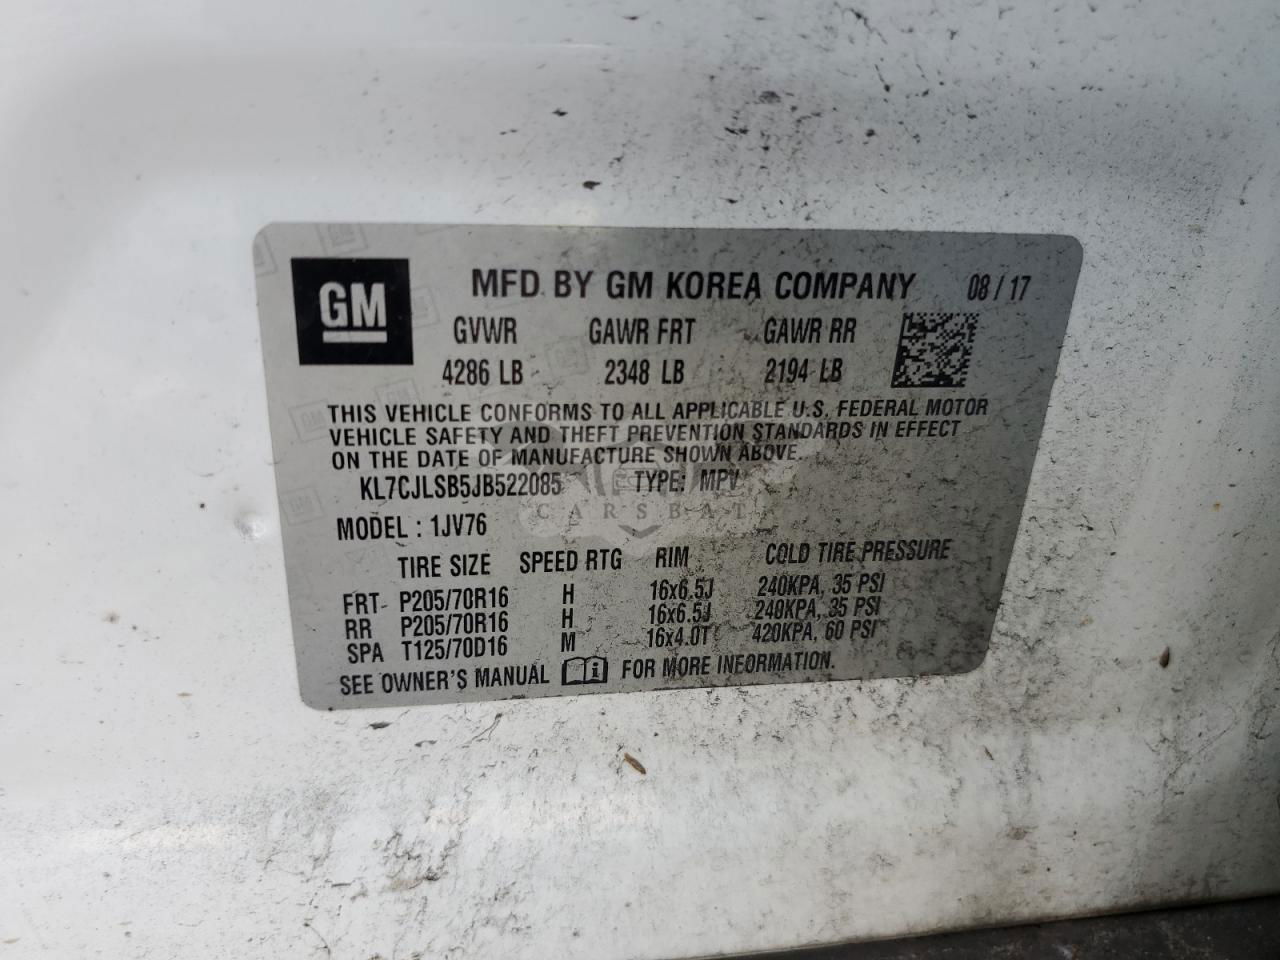 GM
MFD BY GM KOREA COMPANY 08/17
GVWR GAWR FRT GAWR RR
4286 LB 2348 LB 2194 LB
THIS VEHICLE CONFORMS TO ALL APPLICABLE U.S. FEDERAL MOTOR
VEHICLE SAFETY AND THEFT PREVENTION STANDARDS IN EFFECT
ON THE DATE OF MANUFACTURE SHOWN ABOVE.
KL7CJLSB5JB522085 TYPE: MPV
CARSBAT
MODEL : 1JV76
TIRE SIZE SPEED RTG RIM COLD TIRE PRESSURE
FRT P205/70R16 H 16x6.5J 240KPA, 35 PSI
RR P205/70R16 H 16x6.5J 240KPA, 35 PSI
SPA T125/70D16 M 16x4.0T 420KPA, 60 PSI
SEE OWNER'S MANUAL i FOR MORE INFORMATION.